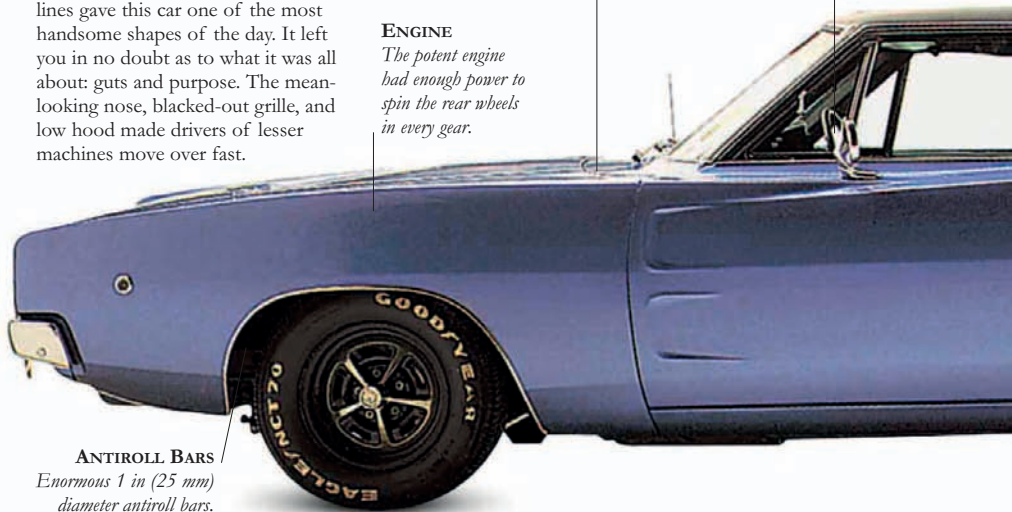 lines gave this car one of the most
handsome shapes of the day. It left
you in no doubt as to what it was all
about: guts and purpose. The mean-
looking nose, blacked-out grille, and
low hood made drivers of lesser
machines move over fast.
ENGINE
The potent engine
had enough power to
spin the rear wheels
in every gear.
GOODYEAR
EAGLE/NCT70
ANTIROLL BARS
Enormous 1 in (25 mm)
diameter antiroll bars.